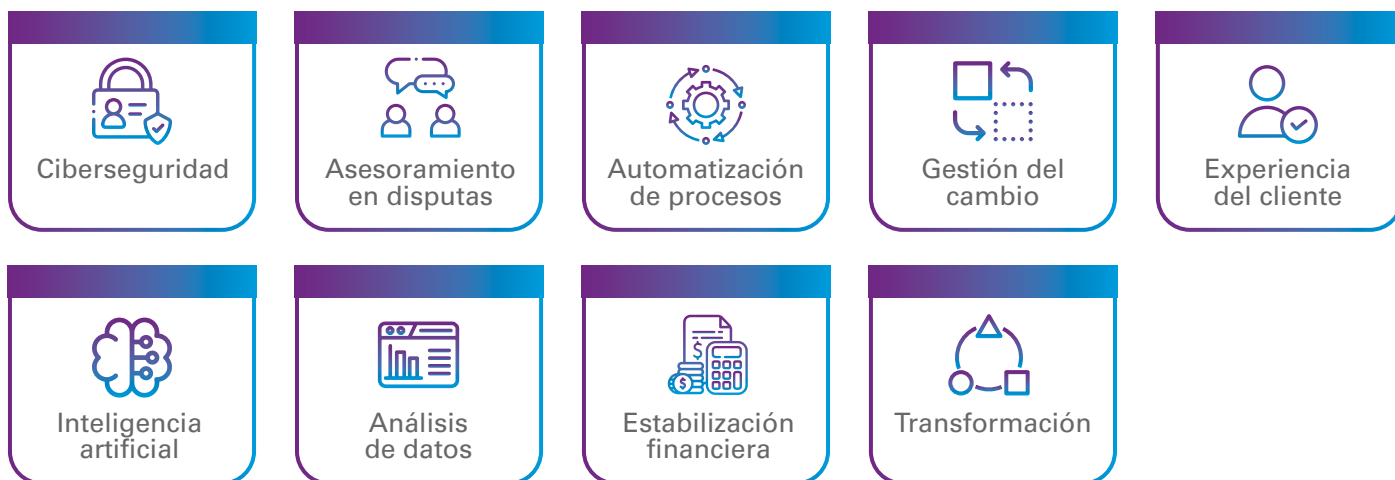 Ciberseguridad
Asesoramiento
en disputas
Automatización
de procesos
Gestión del
cambio
Experiencia
del cliente
Inteligencia
artificial
Análisis
de datos
Estabilización
financiera
Transformación